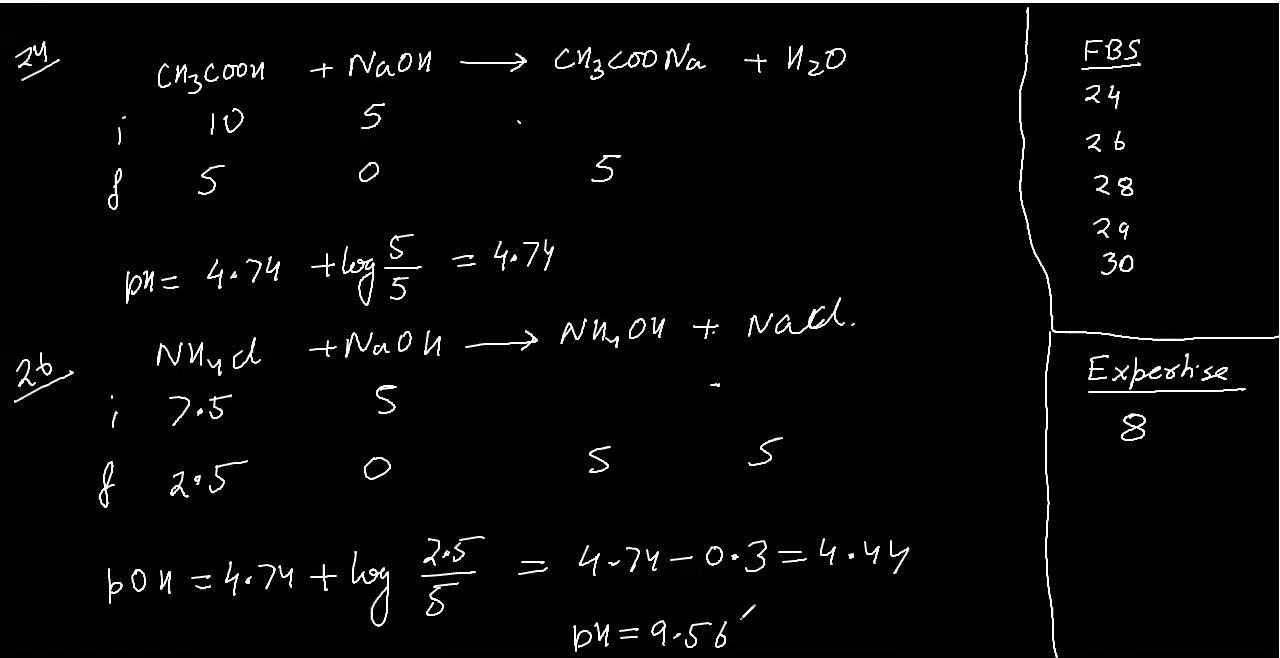 24
CH3COOH + NaOH → CH3COONa + H2O
i 10 5
f 5 0 5
pH = 4.74 + log 5/5 = 4.74
26
NH4Cl + NaOH → NH4OH + NaCl.
i 7.5 5 -
f 2.5 0 5 5
pOH = 4.74 + log 2.5/5 = 4.74 - 0.3 = 4.44
pH = 9.56
FBS
24
26
28
29
30
Expertise
8